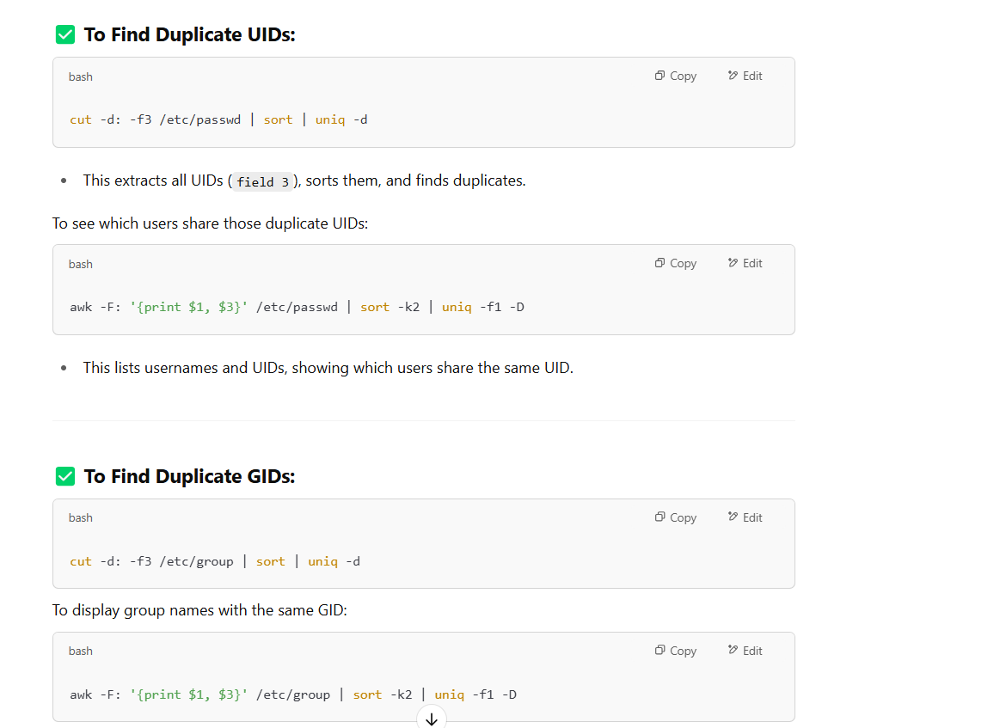 ✅ To Find Duplicate UIDs:
bash Copy Edit
cut -d: -f3 /etc/passwd | sort | uniq -d
• This extracts all UIDs (field 3), sorts them, and finds duplicates.
To see which users share those duplicate UIDs:
bash Copy Edit
awk -F: '{print $1, $3}' /etc/passwd | sort -k2 | uniq -f1 -D
• This lists usernames and UIDs, showing which users share the same UID.
✅ To Find Duplicate GIDs:
bash Copy Edit
cut -d: -f3 /etc/group | sort | uniq -d
To display group names with the same GID:
bash Copy Edit
awk -F: '{print $1, $3}' /etc/group | sort -k2 | uniq -f1 -D